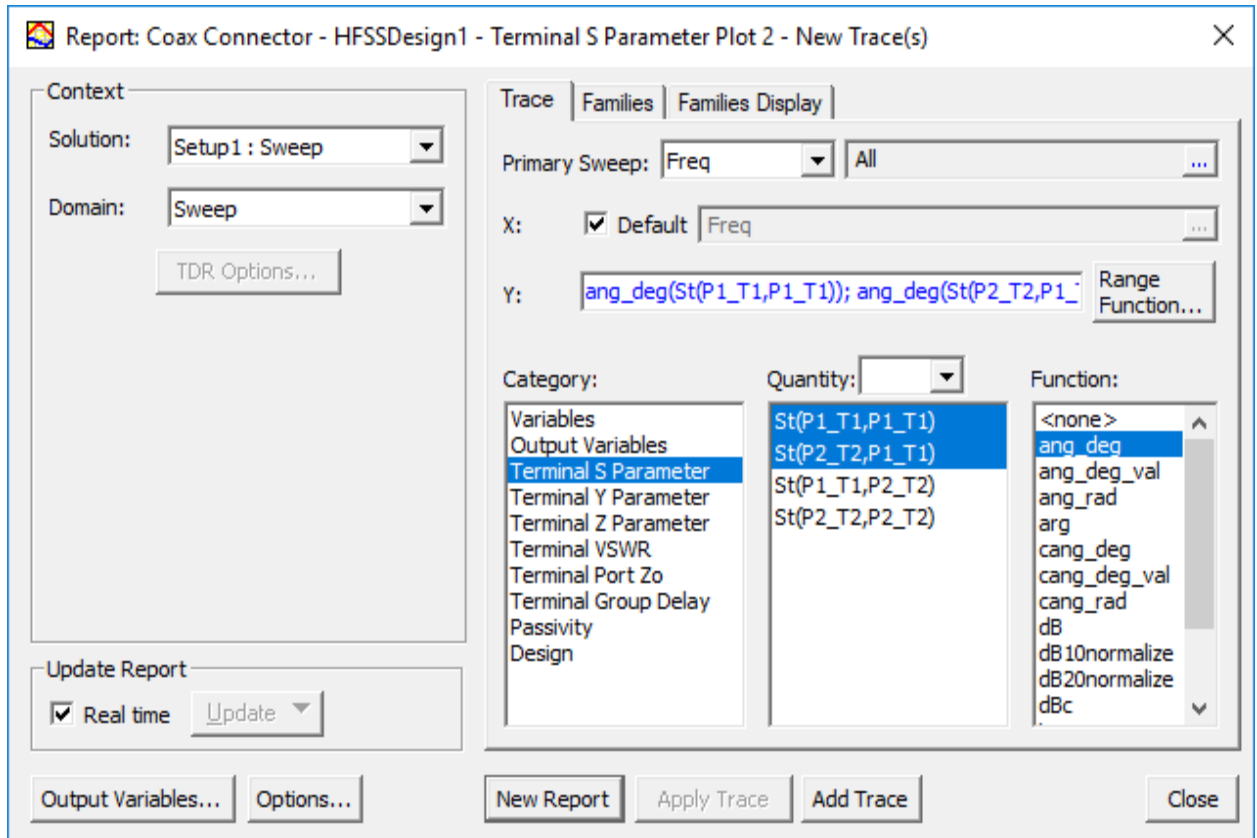 Report: Coax Connector - HFSSDesign1 - Terminal S Parameter Plot 2 - New Trace(s)
Context
Solution:
Setup1 : Sweep
Domain:
Sweep
TDR Options...
Update Report
Real time
Update
Output Variables...
Options...
Trace
Families
Families Display
Primary Sweep:
Freq
All
...
X:
Default
Freq
...
Y:
ang_deg(St(P1_T1,P1_T1)); ang_deg(St(P2_T2,P1_
Range
Function...
Category:
Variables
Output Variables
Terminal S Parameter
Terminal Y Parameter
Terminal Z Parameter
Terminal VSWR
Terminal Port Zo
Terminal Group Delay
Passivity
Design
Quantity:
St(P1_T1,P1_T1)
St(P2_T2,P1_T1)
St(P1_T1,P2_T2)
St(P2_T2,P2_T2)
Function:
<none>
ang_deg
ang_deg_val
ang_rad
arg
cang_deg
cang_deg_val
cang_rad
dB
dB10normalize
dB20normalize
dBc
New Report
Apply Trace
Add Trace
Close